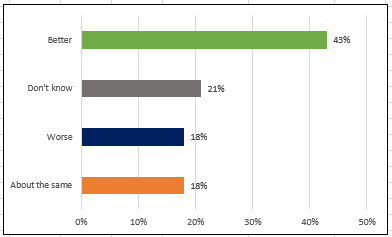 Better 43%
Don't know 21%
Worse 18%
About the same 18%
0% 10% 20% 30% 40% 50%